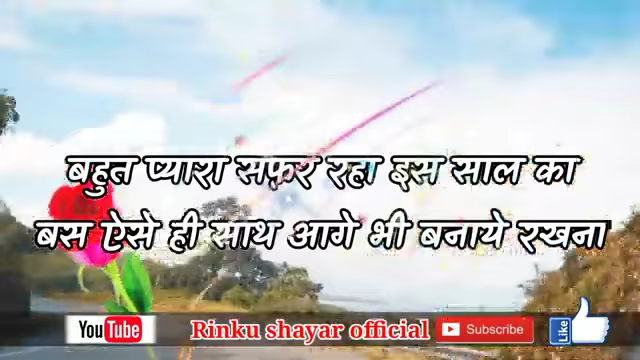 बहुत प्यारा सफ़र रहा इस साल का
बस ऐसे ही साथ आगे भी बनाये रखना
YouTube Rinku shayar official Subscribe Like